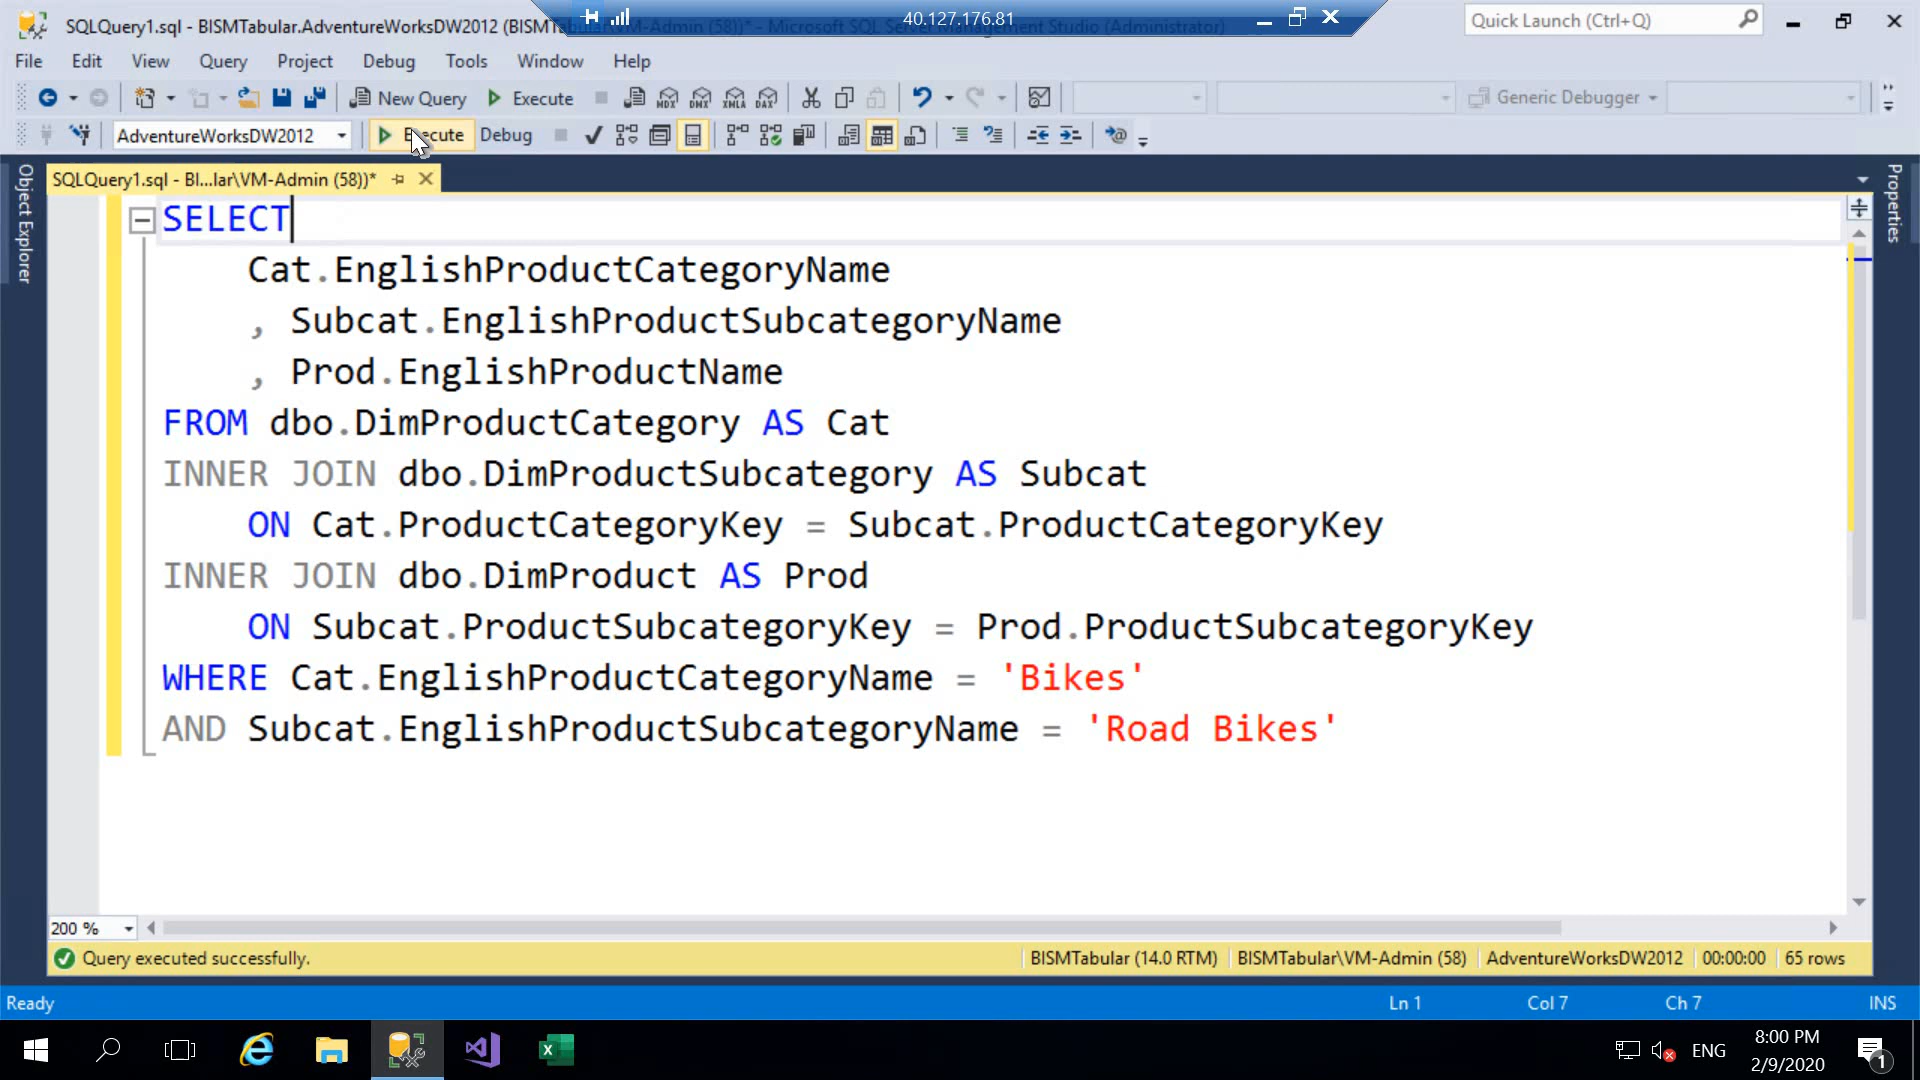 SQLQuery1.sql - BISMTabular.AdventureWorksDW2012 (BISMTabular\VM-Admin (58))* - Microsoft SQL Server Management Studio (Administrator)
40.127.176.81
Quick Launch (Ctrl+Q)
File Edit View Query Project Debug Tools Window Help
New Query Execute MDX DMX XMLA DAX Generic Debugger
AdventureWorksDW2012 Execute Debug
Object Explorer
SQLQuery1.sql - BI...lar\VM-Admin (58))*
Properties
SELECT
Cat.EnglishProductCategoryName
, Subcat.EnglishProductSubcategoryName
, Prod.EnglishProductName
FROM dbo.DimProductCategory AS Cat
INNER JOIN dbo.DimProductSubcategory AS Subcat
ON Cat.ProductCategoryKey = Subcat.ProductCategoryKey
INNER JOIN dbo.DimProduct AS Prod
ON Subcat.ProductSubcategoryKey = Prod.ProductSubcategoryKey
WHERE Cat.EnglishProductCategoryName = 'Bikes'
AND Subcat.EnglishProductSubcategoryName = 'Road Bikes'
200 %
Query executed successfully. BISMTabular (14.0 RTM) BISMTabular\VM-Admin (58) AdventureWorksDW2012 00:00:00 65 rows
Ready Ln 1 Col 7 Ch 7 INS
ENG 8:00 PM 1
2/9/2020